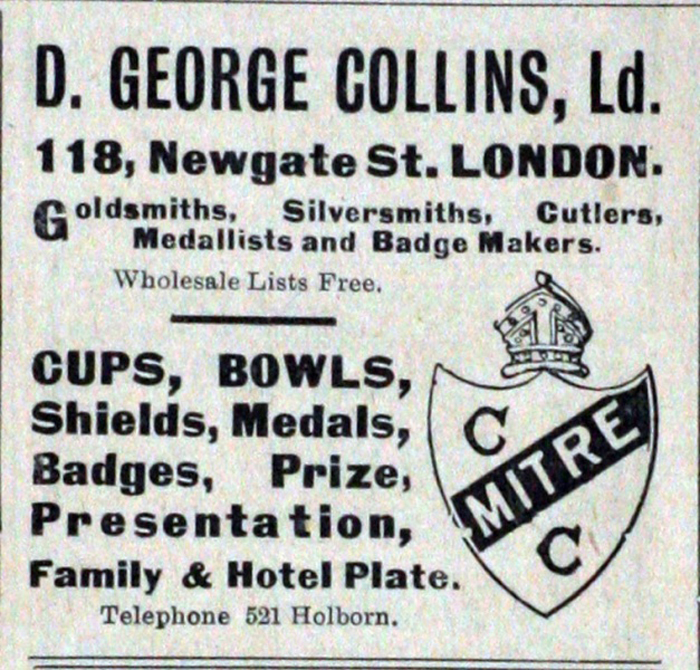 D. GEORGE COLLINS, Ld.
118, Newgate St. LONDON.
Goldsmiths, Silversmiths, Cutlers,
Medallists and Badge Makers.
Wholesale Lists Free.
CUPS, BOWLS,
Shields, Medals,
Badges, Prize,
Presentation,
Family & Hotel Plate.
Telephone 521 Holborn.
C
MITRE
C